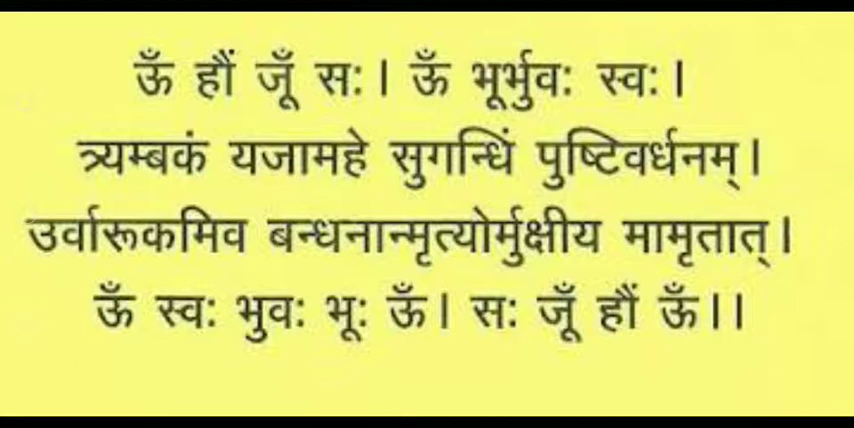 ॐ हौं जूँ सः। ॐ भूर्भुवः स्वः।
त्र्यम्बकं यजामहे सुगन्धिं पुष्टिवर्धनम्।
उर्वारूकमिव बन्धनान्मृत्योर्मुक्षीय मामृतात्।
ॐ स्वः भुवः भूः ॐ। सः जूँ हौं ॐ।।